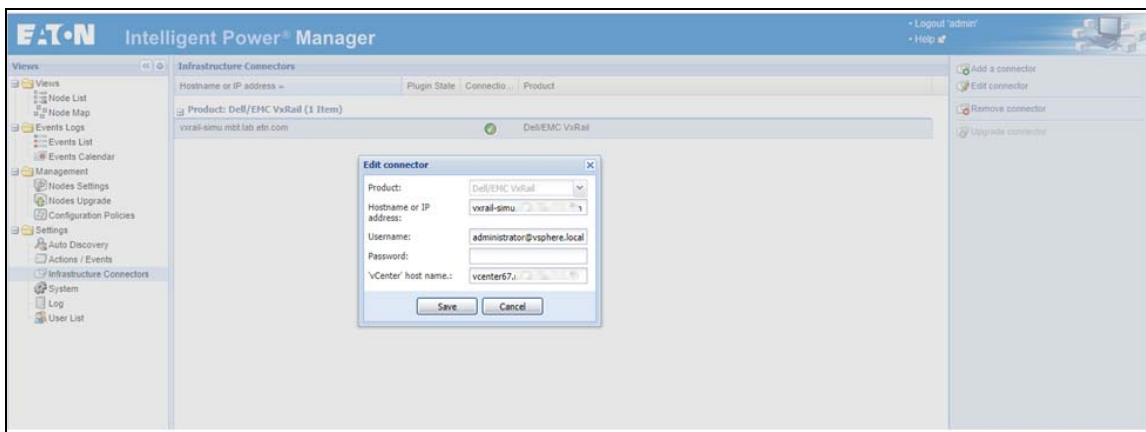 EATON Intelligent Power® Manager
• Logout 'admin'
• Help
Views
Views
Node List
Node Map
Events Logs
Events List
Events Calendar
Management
Nodes Settings
Nodes Upgrade
Configuration Policies
Settings
Auto Discovery
Actions / Events
Infrastructure Connectors
System
Log
User List
Infrastructure Connectors
Hostname or IP address Plugin State Connectio... Product
Product: Dell/EMC VxRail (1 Item)
vxrail-simu.mbt.lab.etn.com Dell/EMC VxRail
Edit connector
Product: Dell/EMC VxRail
Hostname or IP
address:
vxrail-simu.
Username: administrator@vsphere.local
Password:
'vCenter' host name.: vcenter67.
Save Cancel
Add a connector
Edit connector
Remove connector
Upgrade connector